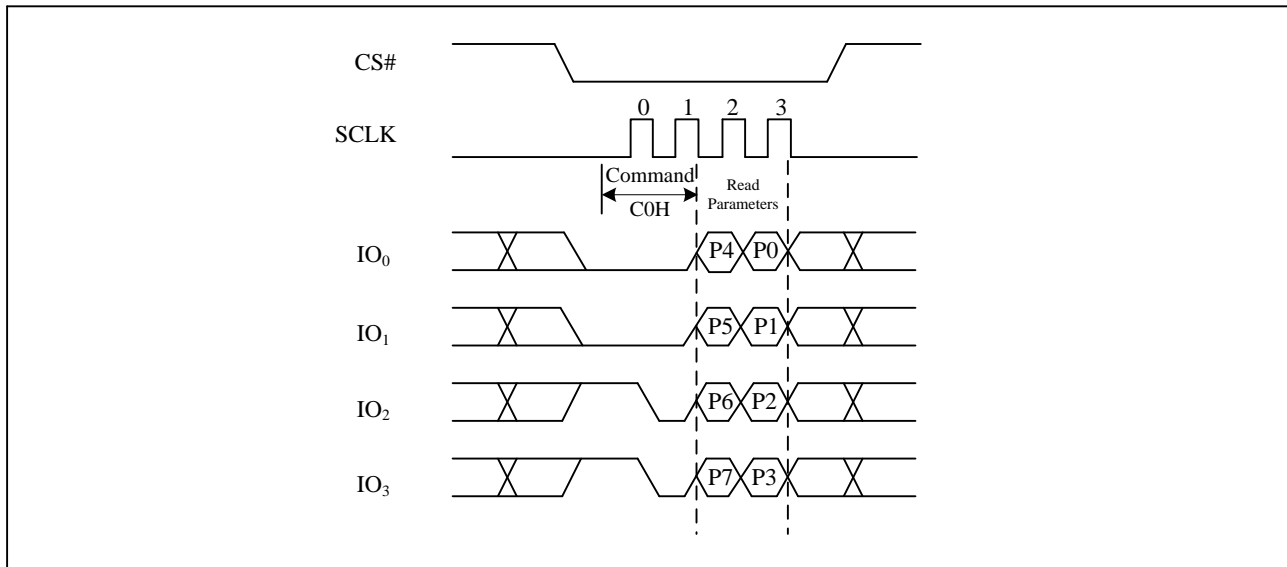 CS#
0 1 2 3
SCLK
Command
C0H
Read
Parameters
IO₀ P4 P0
IO₁ P5 P1
IO₂ P6 P2
IO₃ P7 P3